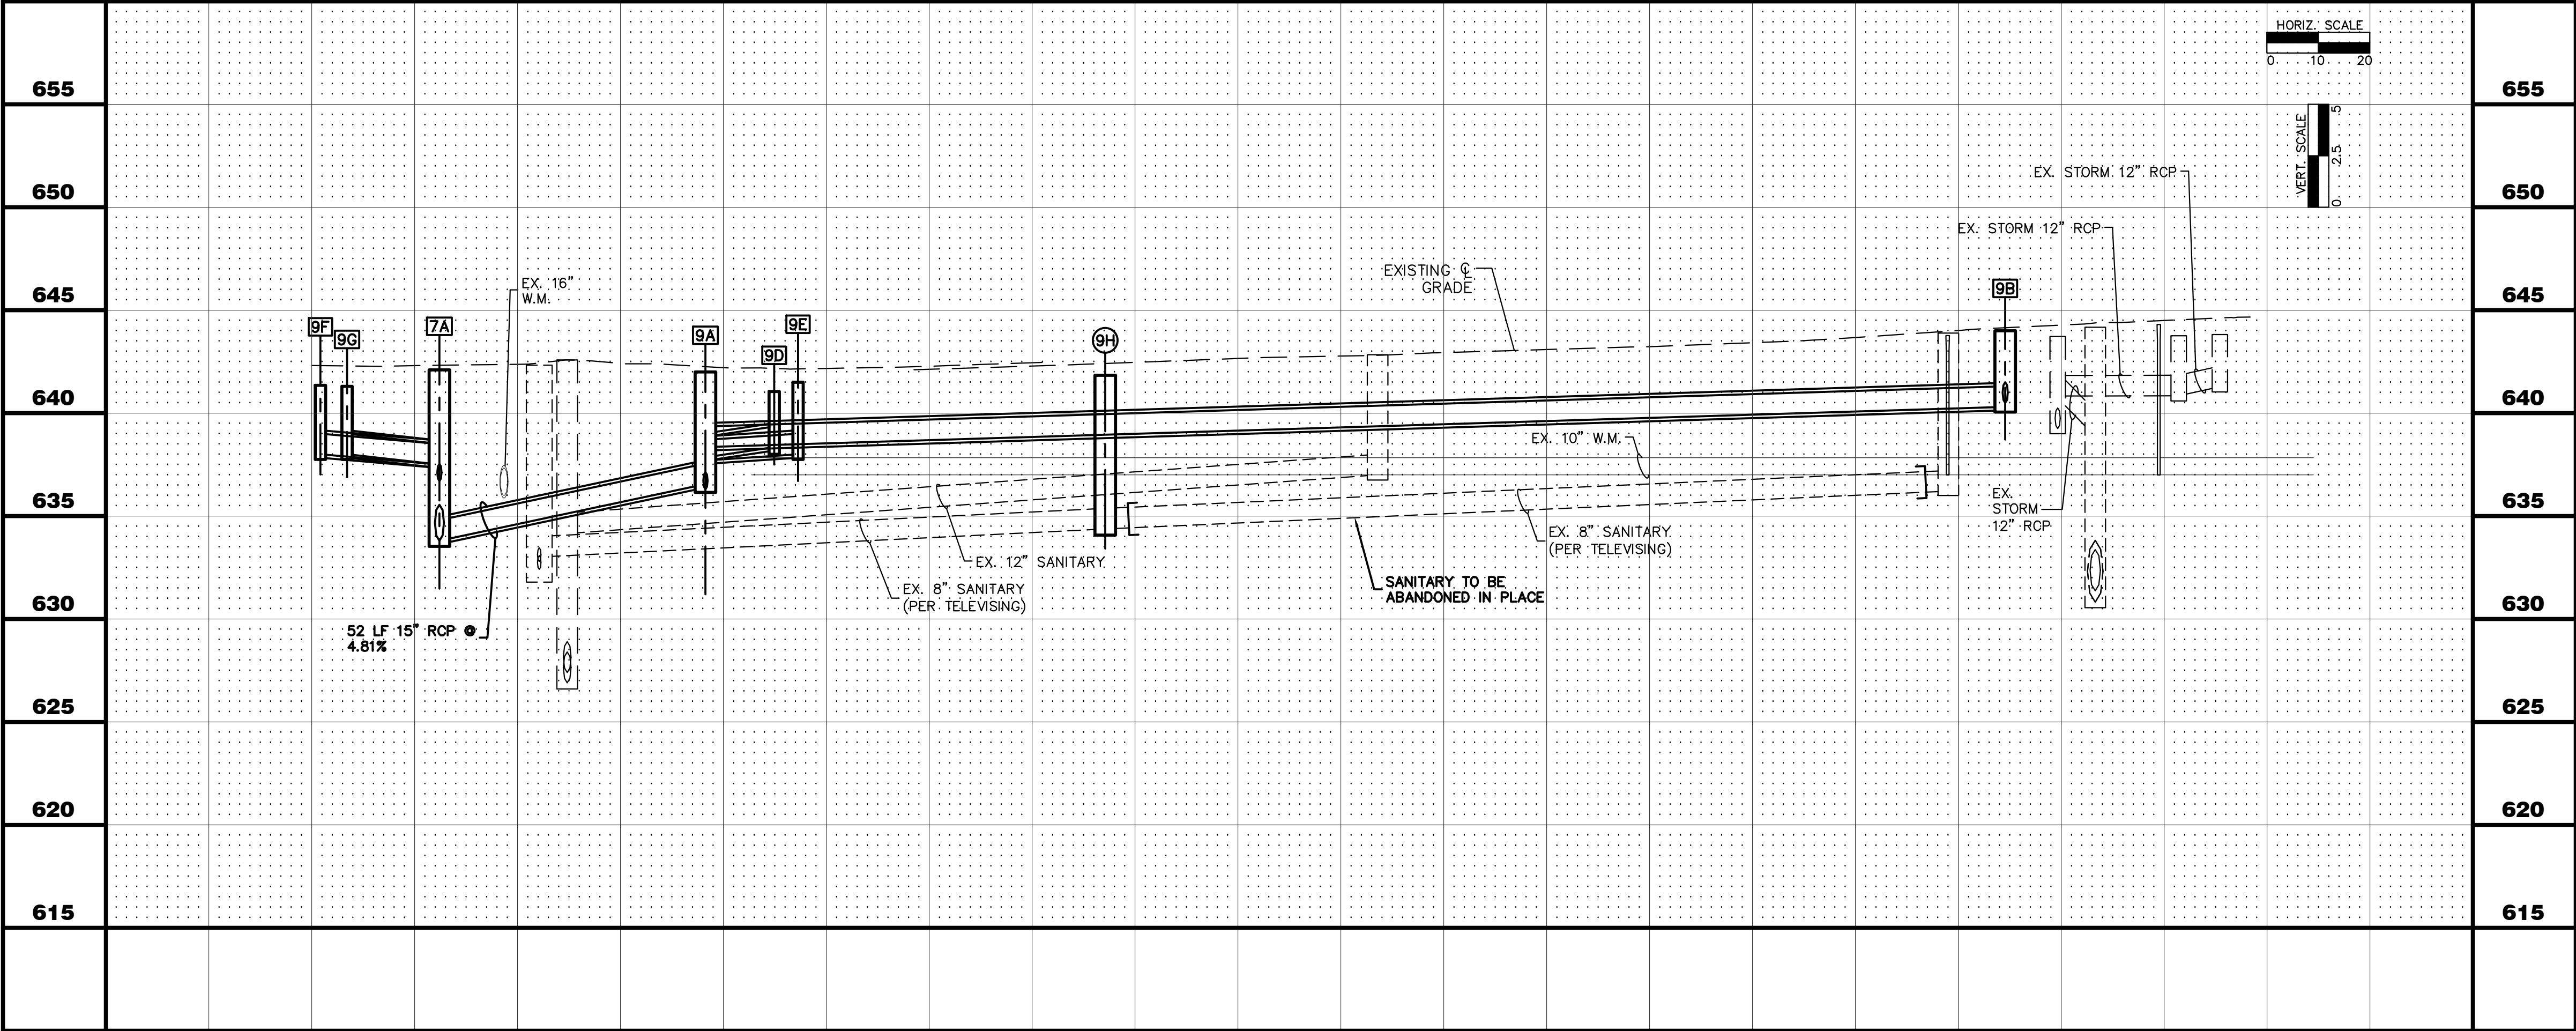 HORIZ. SCALE
0 10 20
655 655
VERT. SCALE
0 2.5 5
EX. STORM 12" RCP
650 650
EX. STORM 12" RCP
EXISTING ℄
GRADE
EX. 16"
W.M.
9B
645 645
9F
9G
7A
9A
9D
9E
9H
640 640
EX. 10" W.M.
635 635
EX.
STORM
12" RCP
EX. 8" SANITARY
(PER TELEVISING)
EX. 12" SANITARY
EX. 8" SANITARY
(PER TELEVISING)
SANITARY TO BE
ABANDONED IN PLACE
630 630
52 LF 15" RCP @
4.81%
625 625
620 620
615 615